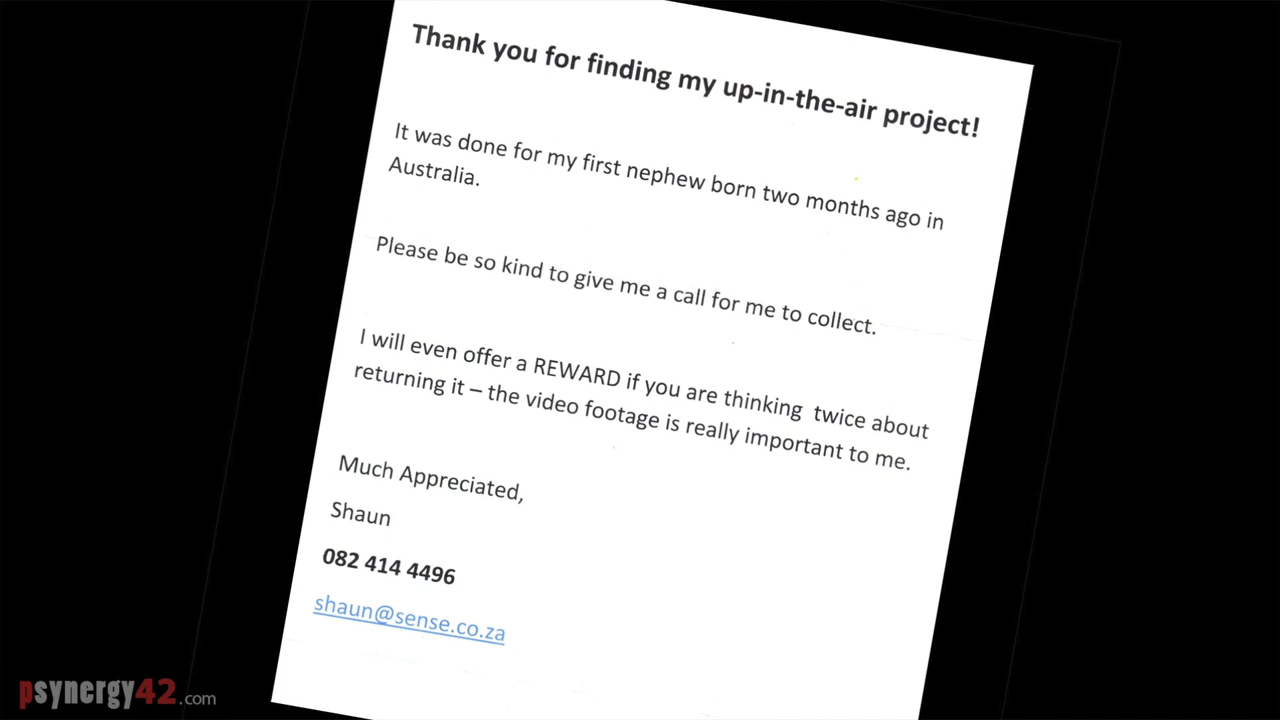 Thank you for finding my up-in-the-air project!
It was done for my first nephew born two months ago in
Australia.
Please be so kind to give me a call for me to collect.
I will even offer a REWARD if you are thinking  twice about
returning it – the video footage is really important to me.
Much Appreciated,
Shaun
082 414 4496
shaun@sense.co.za
psynergy42.com